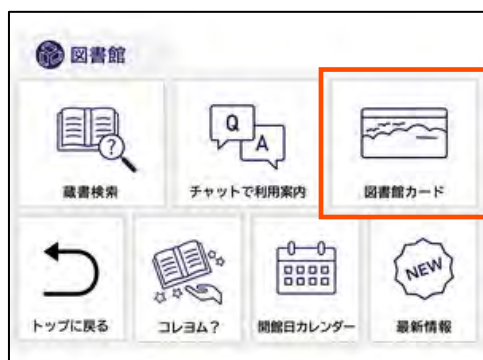 図書館
Q
A
?
蔵書検索
チャットで利用案内
図書館カード
NEW
トップに戻る
コレヨム?
開館日カレンダー
最新情報